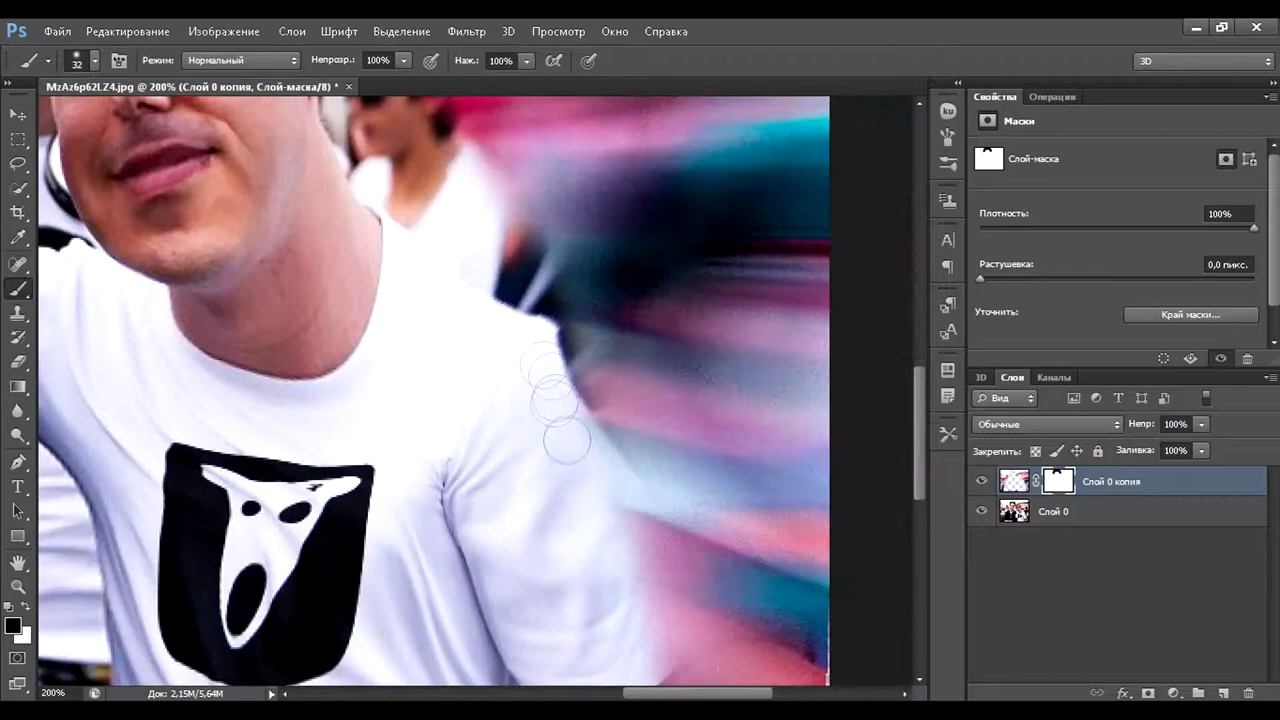 Ps Файл Редактирование Изображение Слои Шрифт Выделение Фильтр 3D Просмотр Окно Справка
32 Режим: Нормальный Непрозр.: 100% Наж.: 100% 3D
MzAz6p62LZ4.jpg @ 200% (Слой 0 копия, Слой-маска/8) *
Свойства Операции
Маски
Слой-маска
Плотность: 100%
Растушевка: 0,0 пикс.
Уточнить: Край маски...
3D Слои Каналы
Вид
Обычные Непр: 100%
Закрепить: Заливка: 100%
Слой 0 копия
Слой 0
200% Док: 2,15M/5,64M